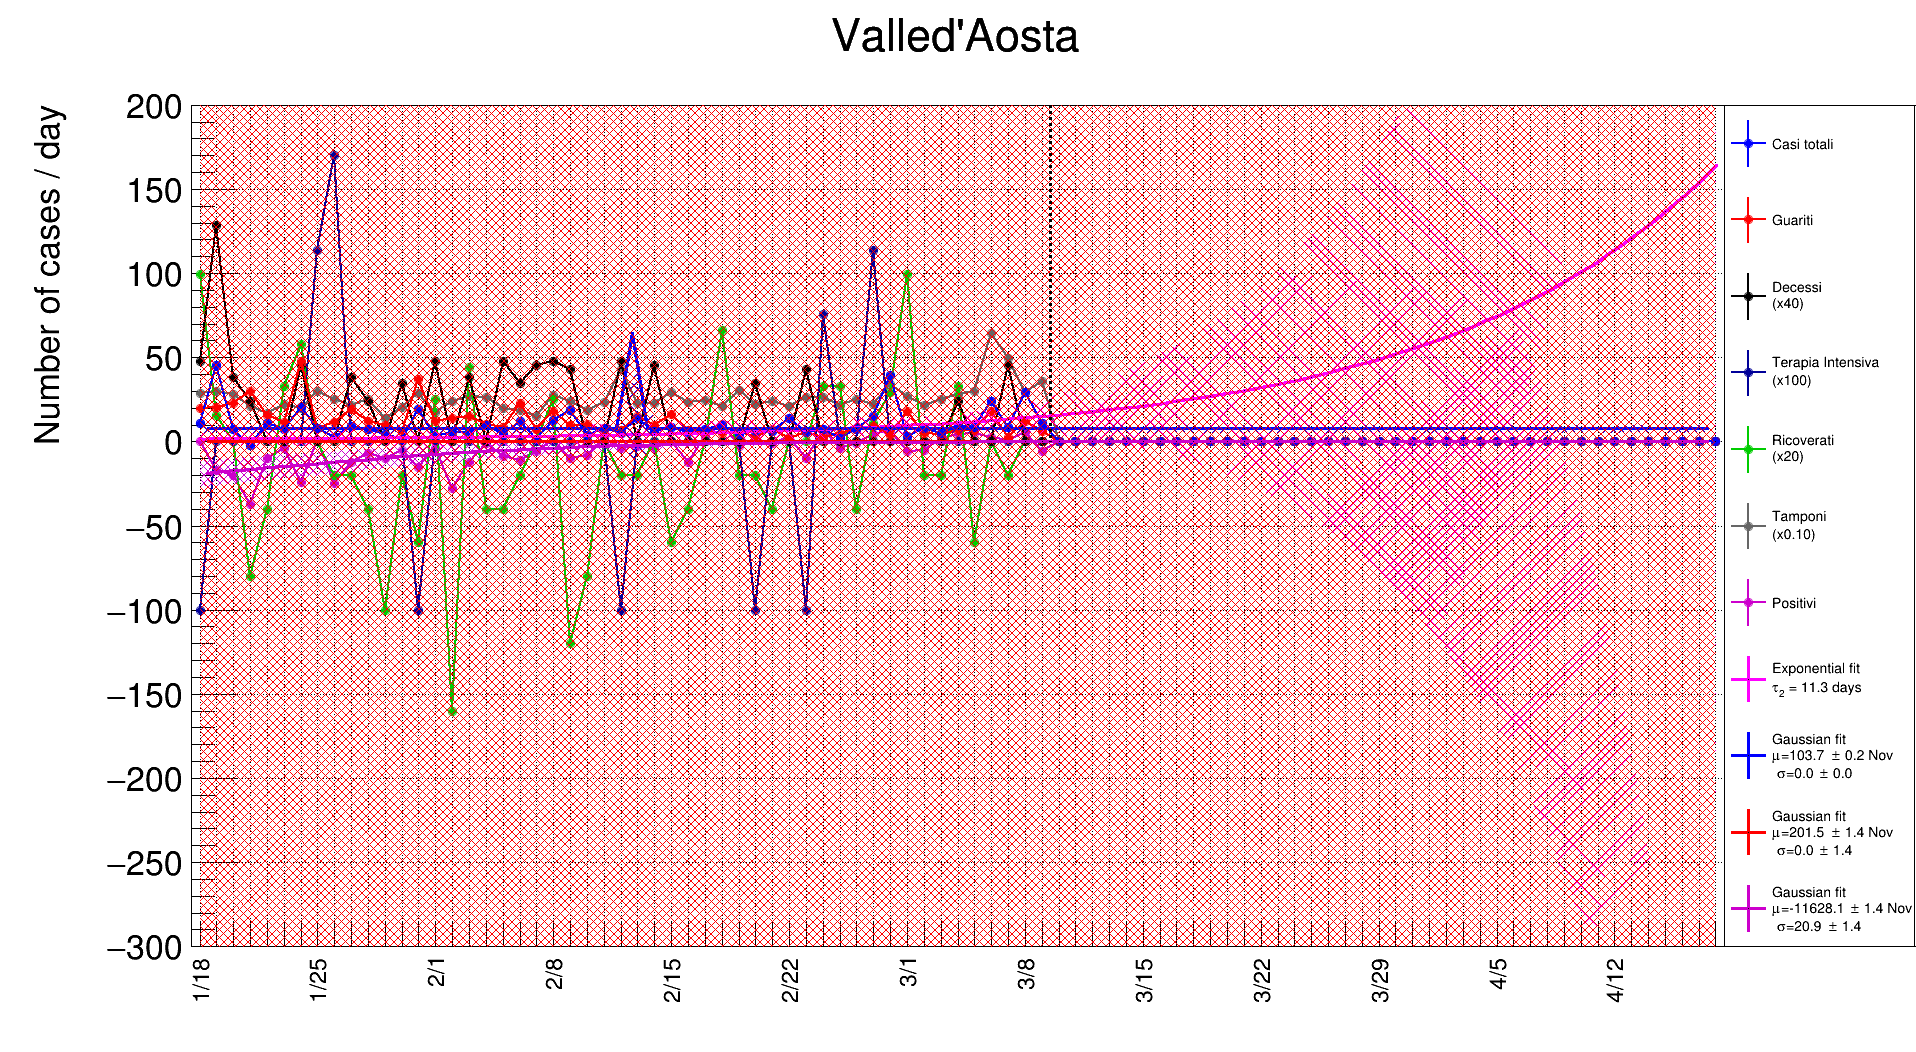 Valled'Aosta
Number of cases / day
200
150
100
50
0
−50
−100
−150
−200
−250
−300
1/18
1/25
2/1
2/8
2/15
2/22
3/1
3/8
3/15
3/22
3/29
4/5
4/12
Casi totali
Guariti
Decessi
(x40)
Terapia Intensiva
(x100)
Ricoverati
(x20)
Tamponi
(x0.10)
Positivi
Exponential fit
τ2 = 11.3 days
Gaussian fit
μ=103.7 ± 0.2 Nov
σ=0.0 ± 0.0
Gaussian fit
μ=201.5 ± 1.4 Nov
σ=0.0 ± 1.4
Gaussian fit
μ=-11628.1 ± 1.4 Nov
σ=20.9 ± 1.4